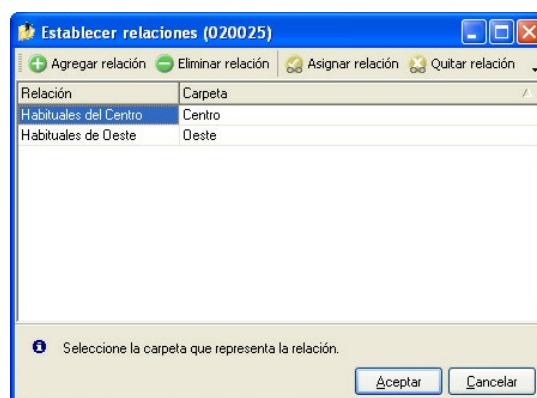 Establecer relaciones (020025)
Agregar relación Eliminar relación Asignar relación Quitar relación
Relación Carpeta
Habituales del Centro Centro
Habituales de Oeste Oeste
Seleccione la carpeta que representa la relación.
Aceptar Cancelar